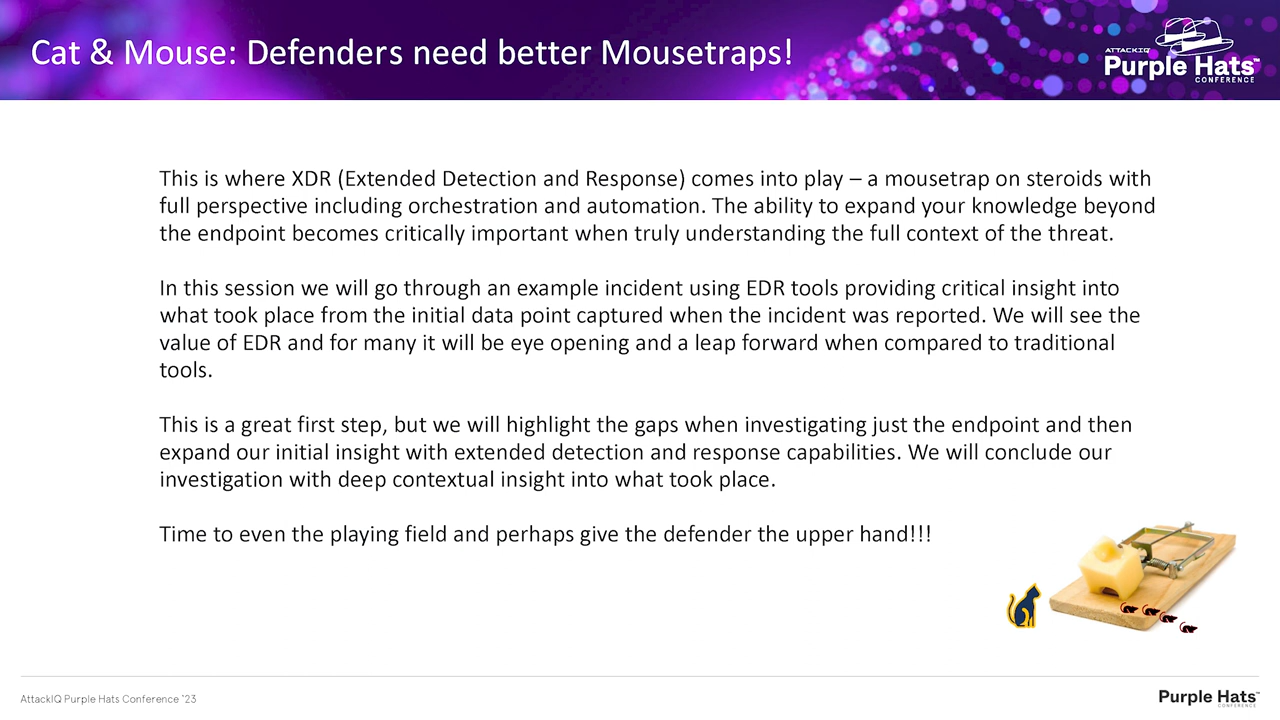 Cat & Mouse: Defenders need better Mousetraps!
ATTACKIQ
Purple Hats™
CONFERENCE
This is where XDR (Extended Detection and Response) comes into play – a mousetrap on steroids with
full perspective including orchestration and automation. The ability to expand your knowledge beyond
the endpoint becomes critically important when truly understanding the full context of the threat.
In this session we will go through an example incident using EDR tools providing critical insight into
what took place from the initial data point captured when the incident was reported. We will see the
value of EDR and for many it will be eye opening and a leap forward when compared to traditional
tools.
This is a great first step, but we will highlight the gaps when investigating just the endpoint and then
expand our initial insight with extended detection and response capabilities. We will conclude our
investigation with deep contextual insight into what took place.
Time to even the playing field and perhaps give the defender the upper hand!!!
AttackIQ Purple Hats Conference '23
Purple Hats™
CONFERENCE